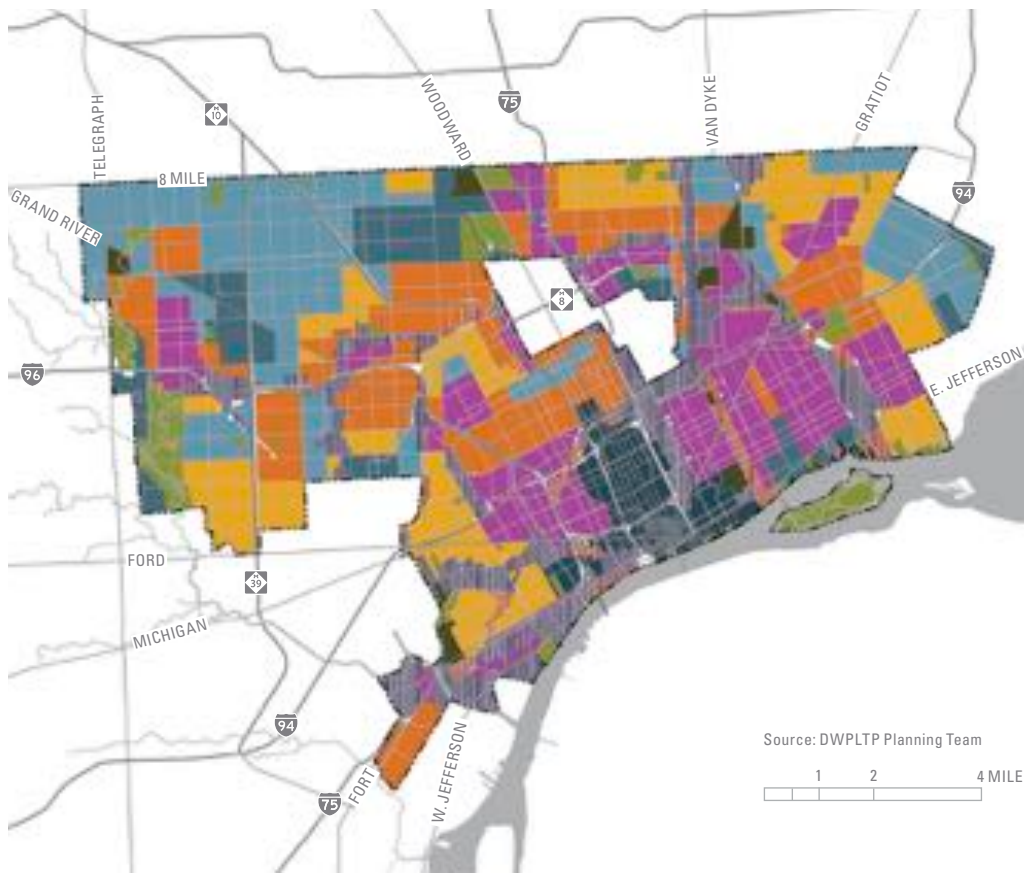 TELEGRAPH
M
10
WOODWARD
75
VAN DYKE
GRATIOT
8 MILE
94
GRAND RIVER
M
8
96
E. JEFFERSON
FORD
M
39
MICHIGAN
94
75
FORT
W. JEFFERSON
Source: DWPLTP Planning Team
1 2 4 MILE